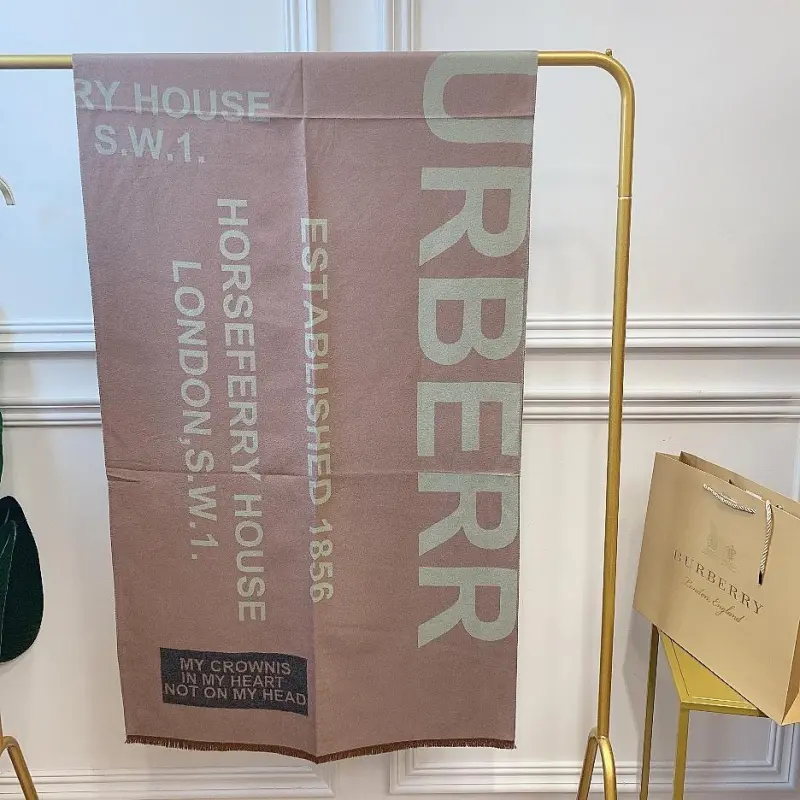 RY HOUSE
S.W.1.
URBERR
ESTABLISHED 1856
HORSEFERRY HOUSE
LONDON,S.W.1.
MY CROWNIS
IN MY HEART
NOT ON MY HEAD
BURBERRY
London, England